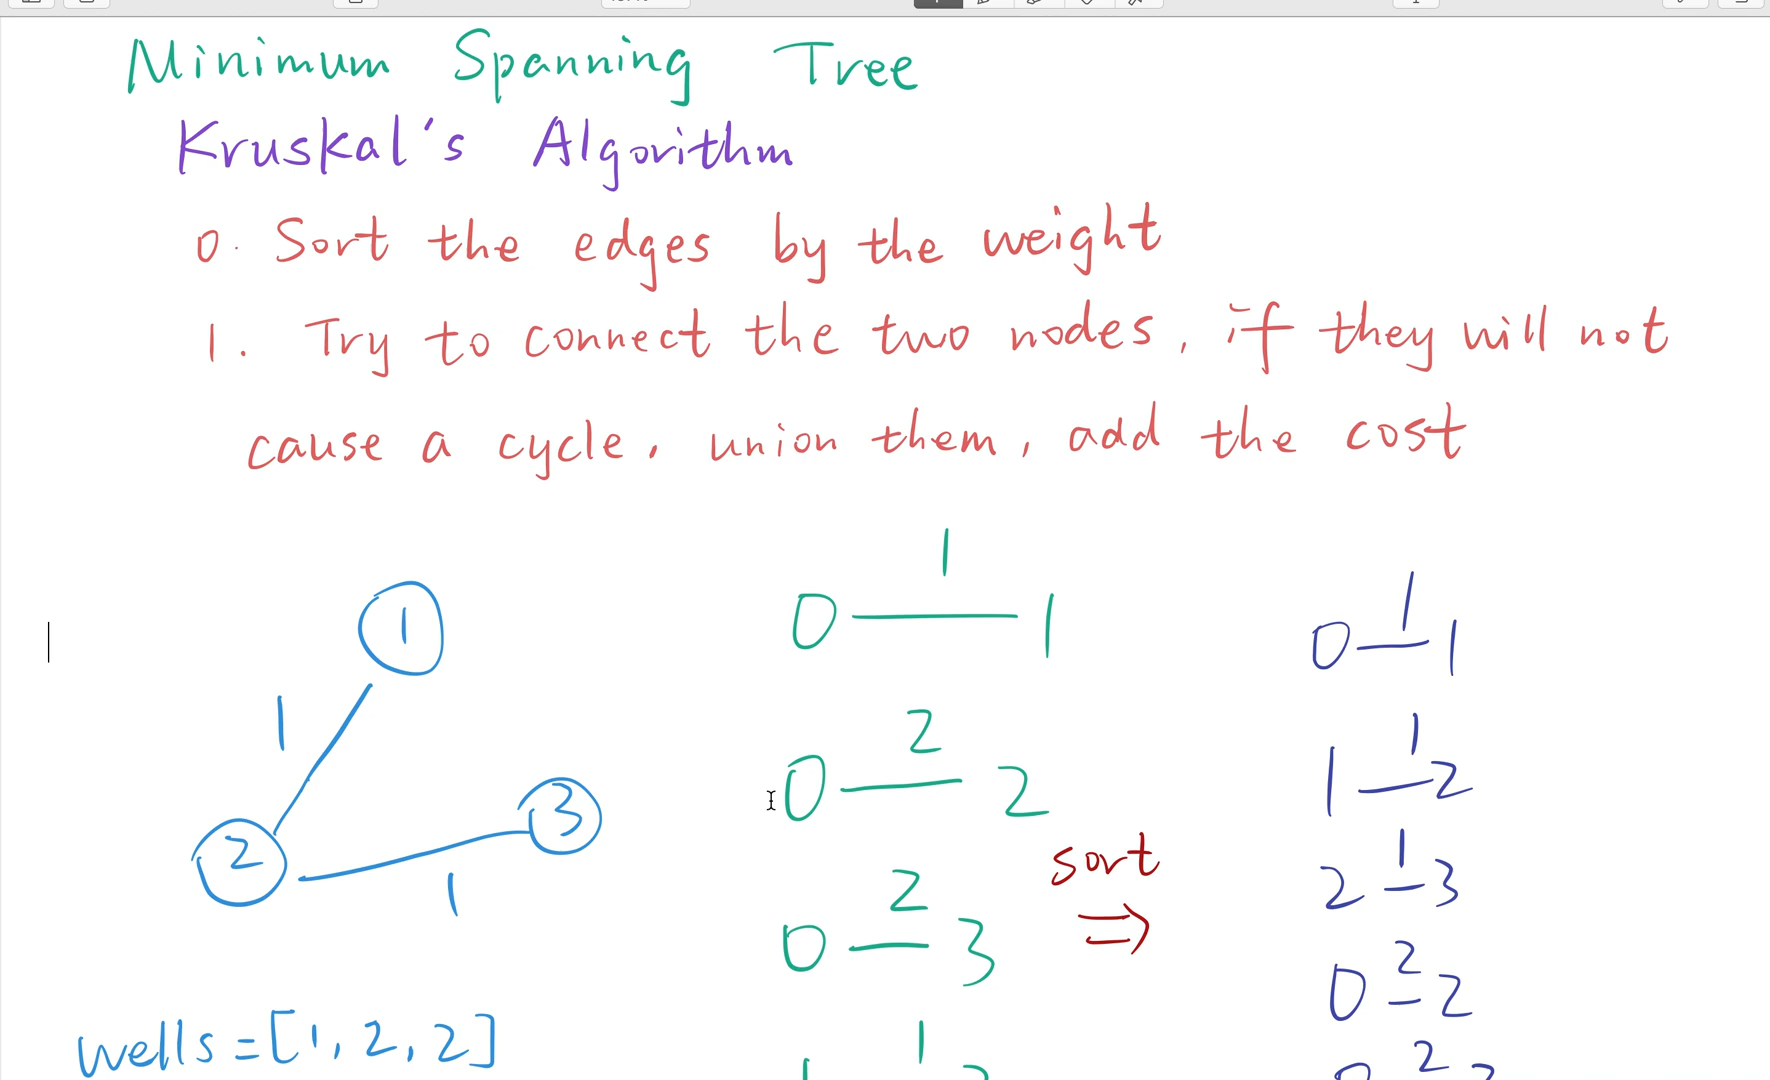 Minimum Spanning Tree
Kruskal's Algorithm
0. Sort the edges by the weight
1. Try to connect the two nodes, if they will not
cause a cycle, union them, add the cost
1
1
2
3
1
1
wells = [1, 2, 2]
1
0 — 1
2
0 — 2
2
0 — 3
1
sort
⇒
1
0 — 1
1
1 — 2
1
2 — 3
2
0 — 2
2